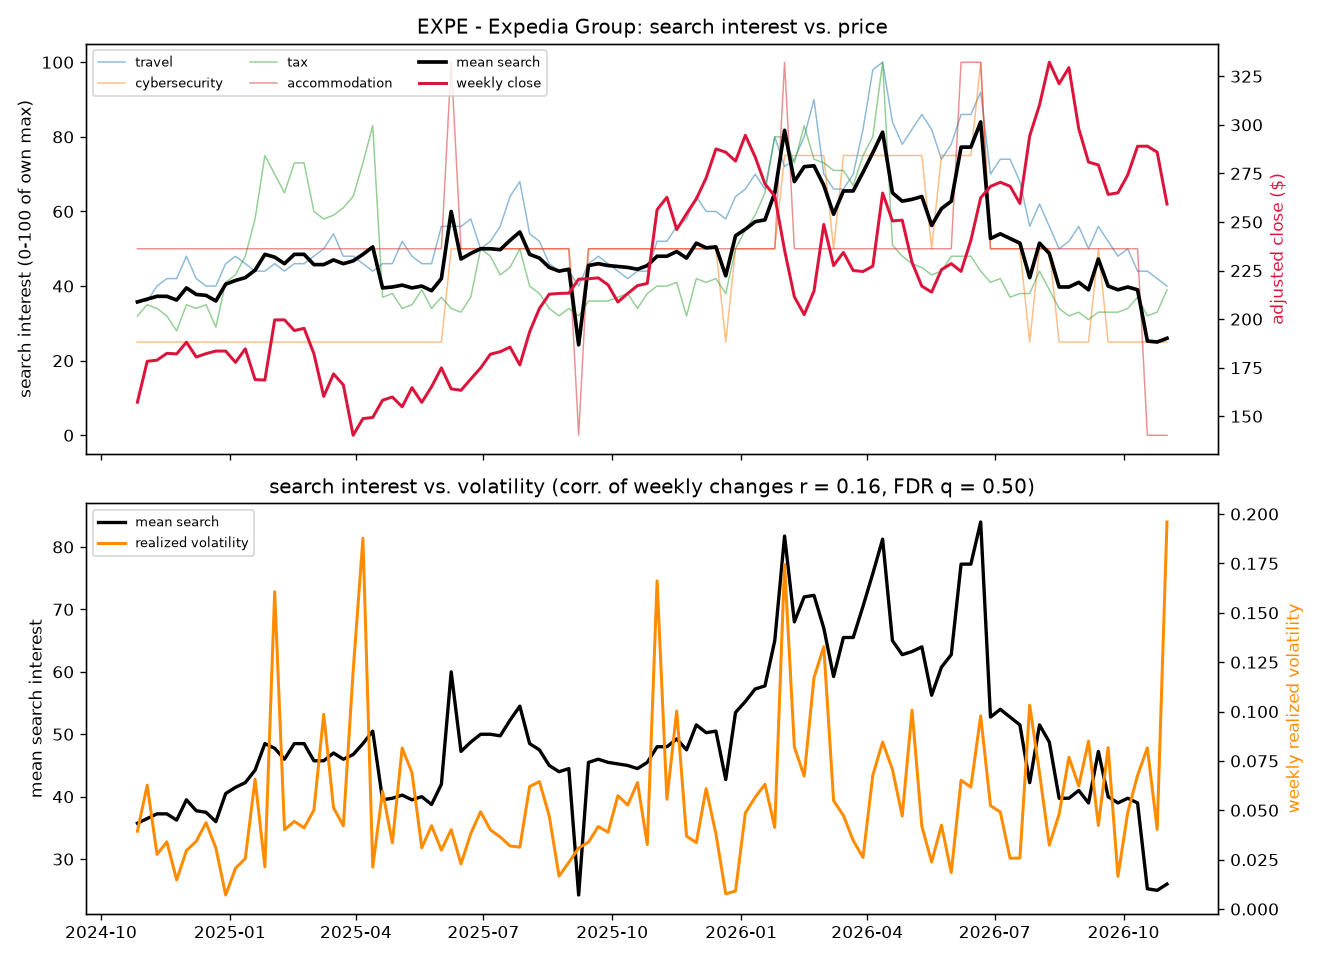 EXPE - Expedia Group: search interest vs. price
search interest (0-100 of own max)
100
80
60
40
20
0
travel
cybersecurity
tax
accommodation
mean search
weekly close
325
300
275
250
225
200
175
150
adjusted close ($)
search interest vs. volatility (corr. of weekly changes r = 0.16, FDR q = 0.50)
mean search interest
80
70
60
50
40
30
mean search
realized volatility
0.200
0.175
0.150
0.125
0.100
0.075
0.050
0.025
0.000
weekly realized volatility
2024-10
2025-01
2025-04
2025-07
2025-10
2026-01
2026-04
2026-07
2026-10